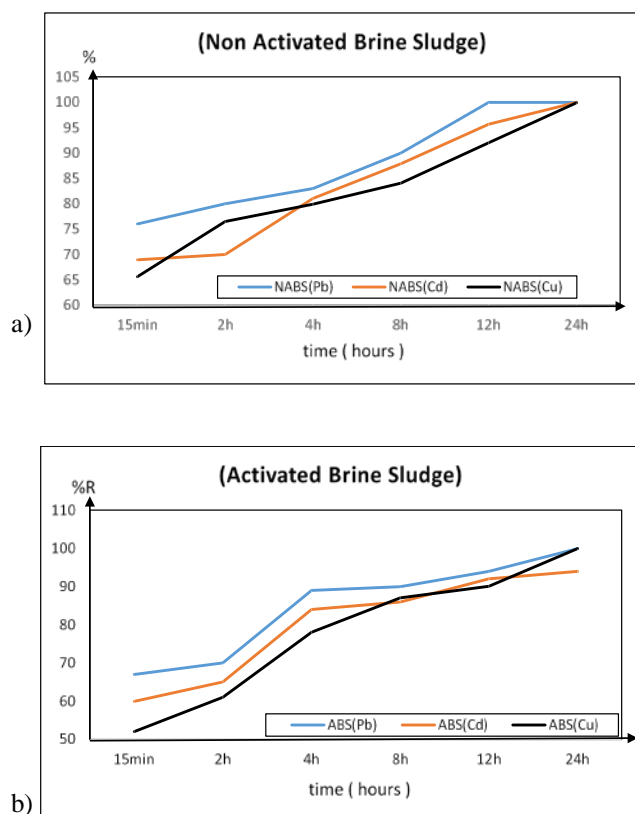 (Non Activated Brine Sludge)
%
105
100
95
90
85
80
75
70
65
60
NABS(Pb) NABS(Cd) NABS(Cu)
15min 2h 4h 8h 12h 24h
time ( hours )
a)
(Activated Brine Sludge)
%R
110
100
90
80
70
60
50
ABS(Pb) ABS(Cd) ABS(Cu)
15min 2h 4h 8h 12h 24h
time ( hours )
b)